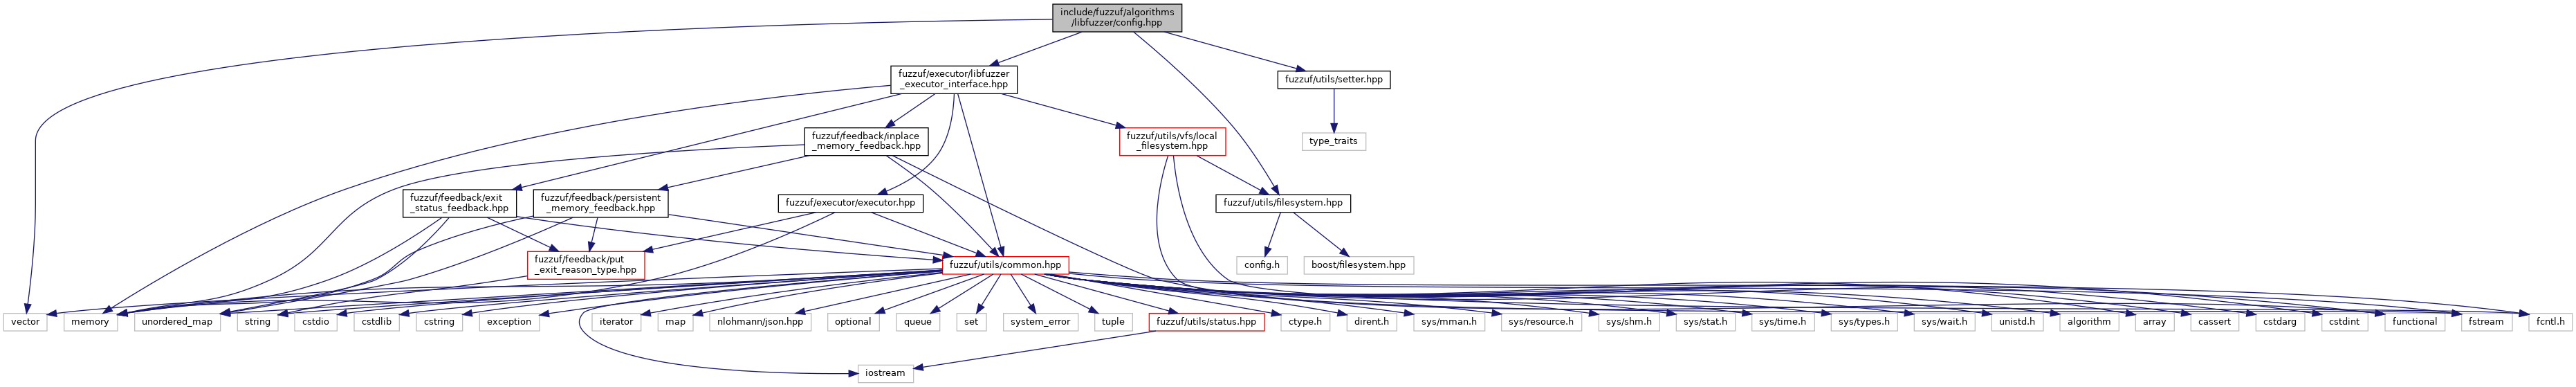 include/fuzzuf/algorithms
/libfuzzer/config.hpp
fuzzuf/executor/libfuzzer
_executor_interface.hpp
fuzzuf/utils/setter.hpp
fuzzuf/feedback/inplace
_memory_feedback.hpp
fuzzuf/utils/vfs/local
_filesystem.hpp
type_traits
fuzzuf/feedback/exit
_status_feedback.hpp
fuzzuf/feedback/persistent
_memory_feedback.hpp
fuzzuf/executor/executor.hpp
fuzzuf/utils/filesystem.hpp
fuzzuf/feedback/put
_exit_reason_type.hpp
fuzzuf/utils/common.hpp
config.h
boost/filesystem.hpp
vector
memory
unordered_map
string
cstdio
cstdlib
cstring
exception
iterator
map
nlohmann/json.hpp
optional
queue
set
system_error
tuple
fuzzuf/utils/status.hpp
ctype.h
dirent.h
sys/mman.h
sys/resource.h
sys/shm.h
sys/stat.h
sys/time.h
sys/types.h
sys/wait.h
unistd.h
algorithm
array
cassert
cstdarg
cstdint
functional
fstream
fcntl.h
iostream